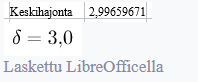 Keskihajonta 2,99659671
δ = 3,0
Laskettu LibreOfficella